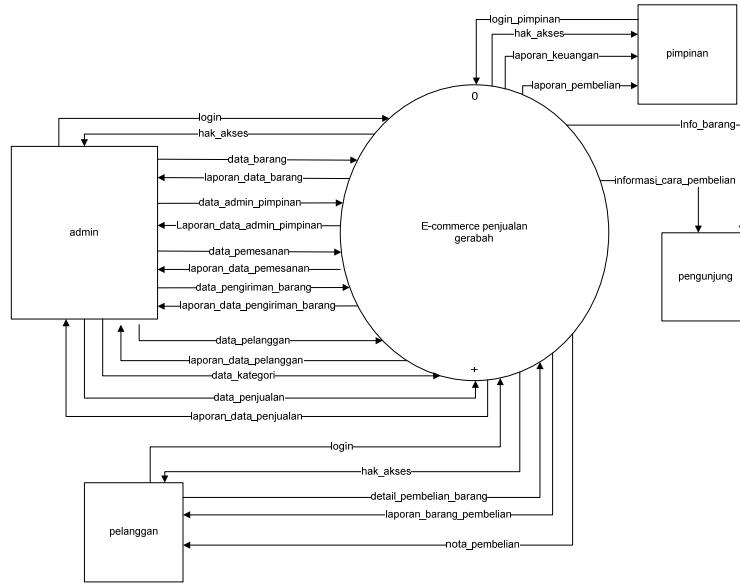 login_pimpinan
hak_akses
pimpinan
laporan_keuangan
laporan_pembelian
0
login
Info_barang
hak_akses
data_barang
laporan_data_barang
informasi_cara_pembelian
data_admin_pimpinan
Laporan_data_admin_pimpinan
admin
E-commerce penjualan
gerabah
data_pemesanan
laporan_data_pemesanan
pengunjung
data_pengiriman_barang
laporan_data_pengiriman_barang
data_pelanggan
laporan_data_pelanggan
+
data_kategori
data_penjualan
laporan_data_penjualan
login
hak_akses
detail_pembelian_barang
laporan_barang_pembelian
pelanggan
nota_pembelian